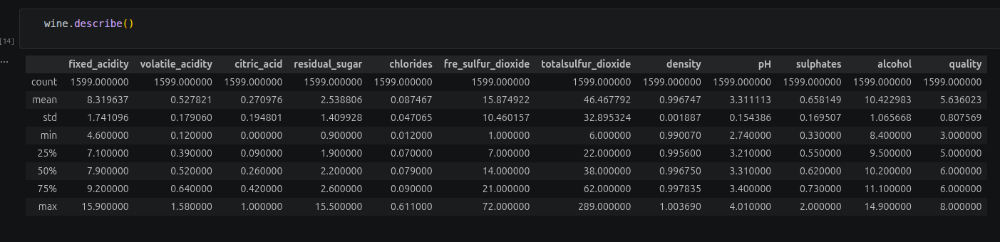 wine.describe()
[14]
...
fixed_acidity volatile_acidity citric_acid residual_sugar chlorides fre_sulfur_dioxide totalsulfur_dioxide density pH sulphates alcohol quality
count 1599.000000 1599.000000 1599.000000 1599.000000 1599.000000 1599.000000 1599.000000 1599.000000 1599.000000 1599.000000 1599.000000 1599.000000
mean 8.319637 0.527821 0.270976 2.538806 0.087467 15.874922 46.467792 0.996747 3.311113 0.658149 10.422983 5.636023
std 1.741096 0.179060 0.194801 1.409928 0.047065 10.460157 32.895324 0.001887 0.154386 0.169507 1.065668 0.807569
min 4.600000 0.120000 0.000000 0.900000 0.012000 1.000000 6.000000 0.990070 2.740000 0.330000 8.400000 3.000000
25% 7.100000 0.390000 0.090000 1.900000 0.070000 7.000000 22.000000 0.995600 3.210000 0.550000 9.500000 5.000000
50% 7.900000 0.520000 0.260000 2.200000 0.079000 14.000000 38.000000 0.996750 3.310000 0.620000 10.200000 6.000000
75% 9.200000 0.640000 0.420000 2.600000 0.090000 21.000000 62.000000 0.997835 3.400000 0.730000 11.100000 6.000000
max 15.900000 1.580000 1.000000 15.500000 0.611000 72.000000 289.000000 1.003690 4.010000 2.000000 14.900000 8.000000